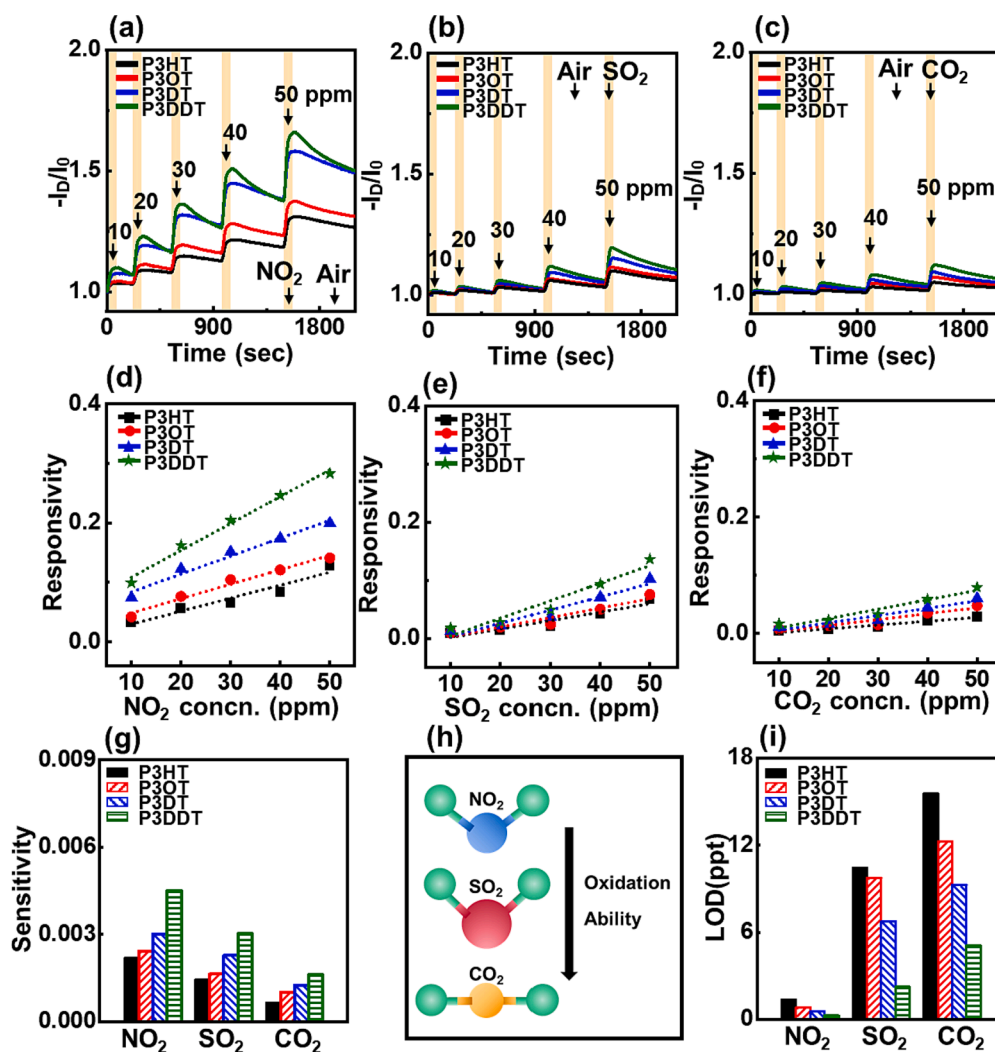 (a)
P3HT
P3OT
P3DT
P3DDT
10
20
30
40
50 ppm
NO2 Air
-ID/I0
2.0
1.5
1.0
0 900 1800
Time (sec)
(b)
P3HT
P3OT
P3DT
P3DDT
Air SO2
10
20
30
40
50 ppm
-ID/I0
2.0
1.5
1.0
0 900 1800
Time (sec)
(c)
P3HT
P3OT
P3DT
P3DDT
Air CO2
10
20
30
40
50 ppm
-ID/I0
2.0
1.5
1.0
0 900 1800
Time (sec)
(d)
P3HT
P3OT
P3DT
P3DDT
Responsivity
0.4
0.2
0.0
10 20 30 40 50
NO2 concn. (ppm)
(e)
P3HT
P3OT
P3DT
P3DDT
Responsivity
0.4
0.2
0.0
10 20 30 40 50
SO2 concn. (ppm)
(f)
P3HT
P3OT
P3DT
P3DDT
Responsivity
0.4
0.2
0.0
10 20 30 40 50
CO2 concn. (ppm)
(g)
P3HT
P3OT
P3DT
P3DDT
Sensitivity
0.009
0.006
0.003
0.000
NO2 SO2 CO2
(h)
NO2
SO2
CO2
Oxidation
Ability
(i)
P3HT
P3OT
P3DT
P3DDT
LOD(ppt)
18
12
6
0
NO2 SO2 CO2